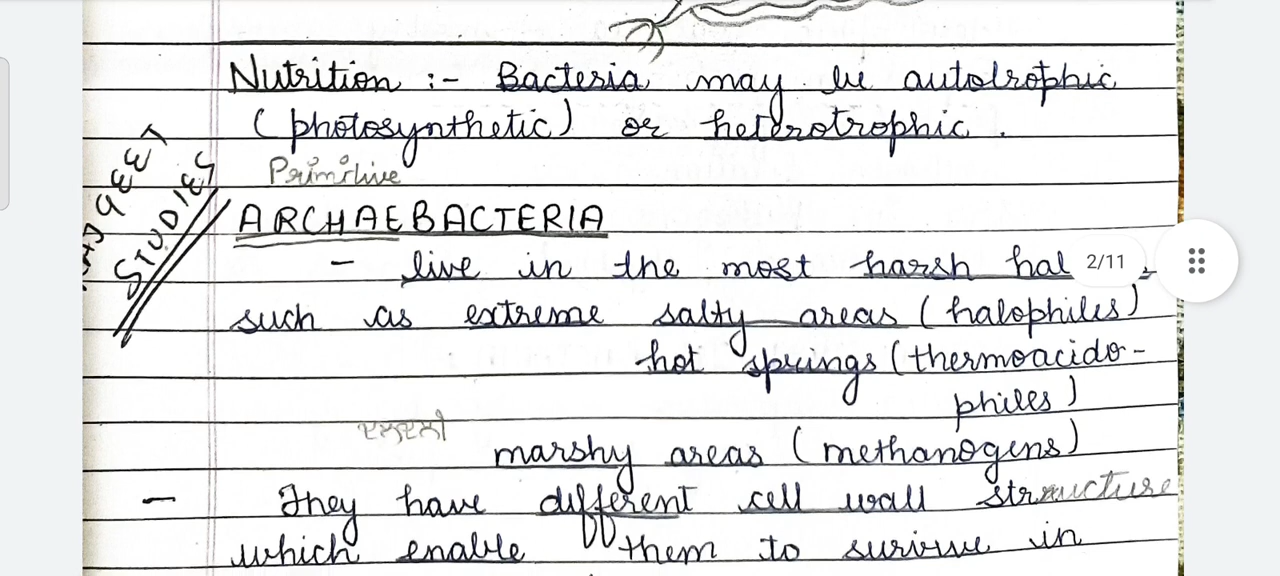 Nutrition :- Bacteria may be autotrophic
(photosynthetic) or heterotrophic.
Primitive
STUDIES
ARCHAEBACTERIA
- live in the most harsh
2/11
such as extreme salty areas (halophiles)
hot springs (thermoacido-
philes)
दलदली
marshy areas (methanogens)
- They have different cell wall structure
which enable them to survive in